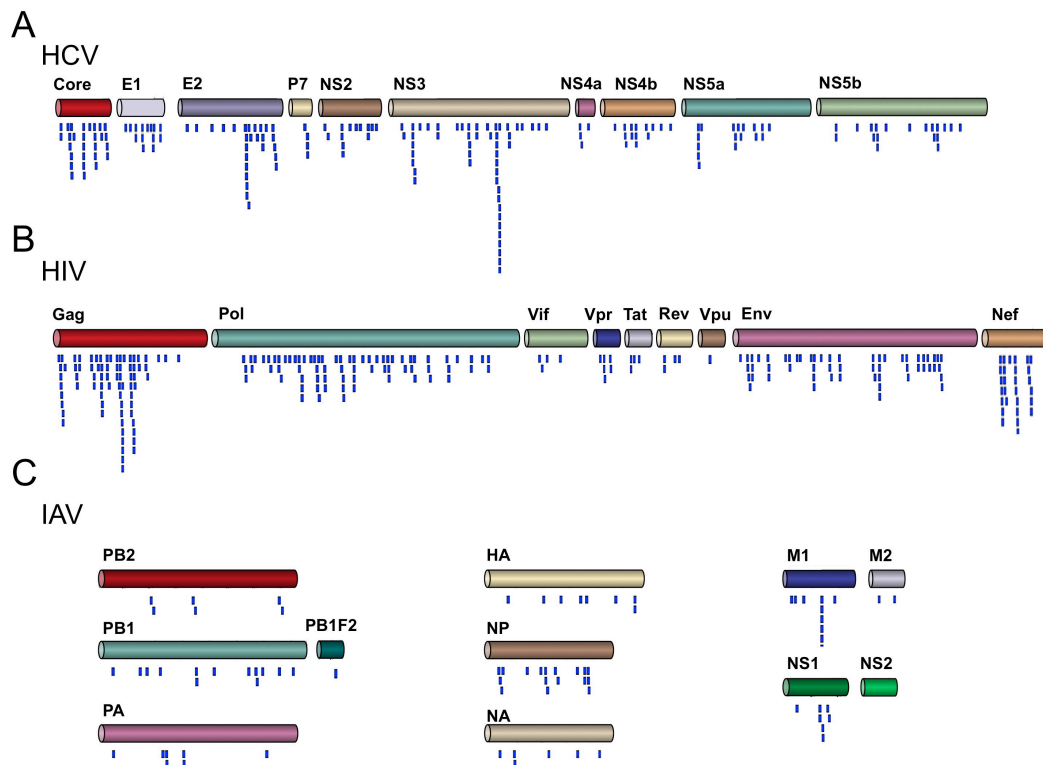 A
HCV
Core E1 E2 P7 NS2 NS3 NS4a NS4b NS5a NS5b
B
HIV
Gag Pol Vif Vpr Tat Rev Vpu Env Nef
C
IAV
PB2 HA M1 M2
PB1 PB1F2 NP NS1 NS2
PA NA